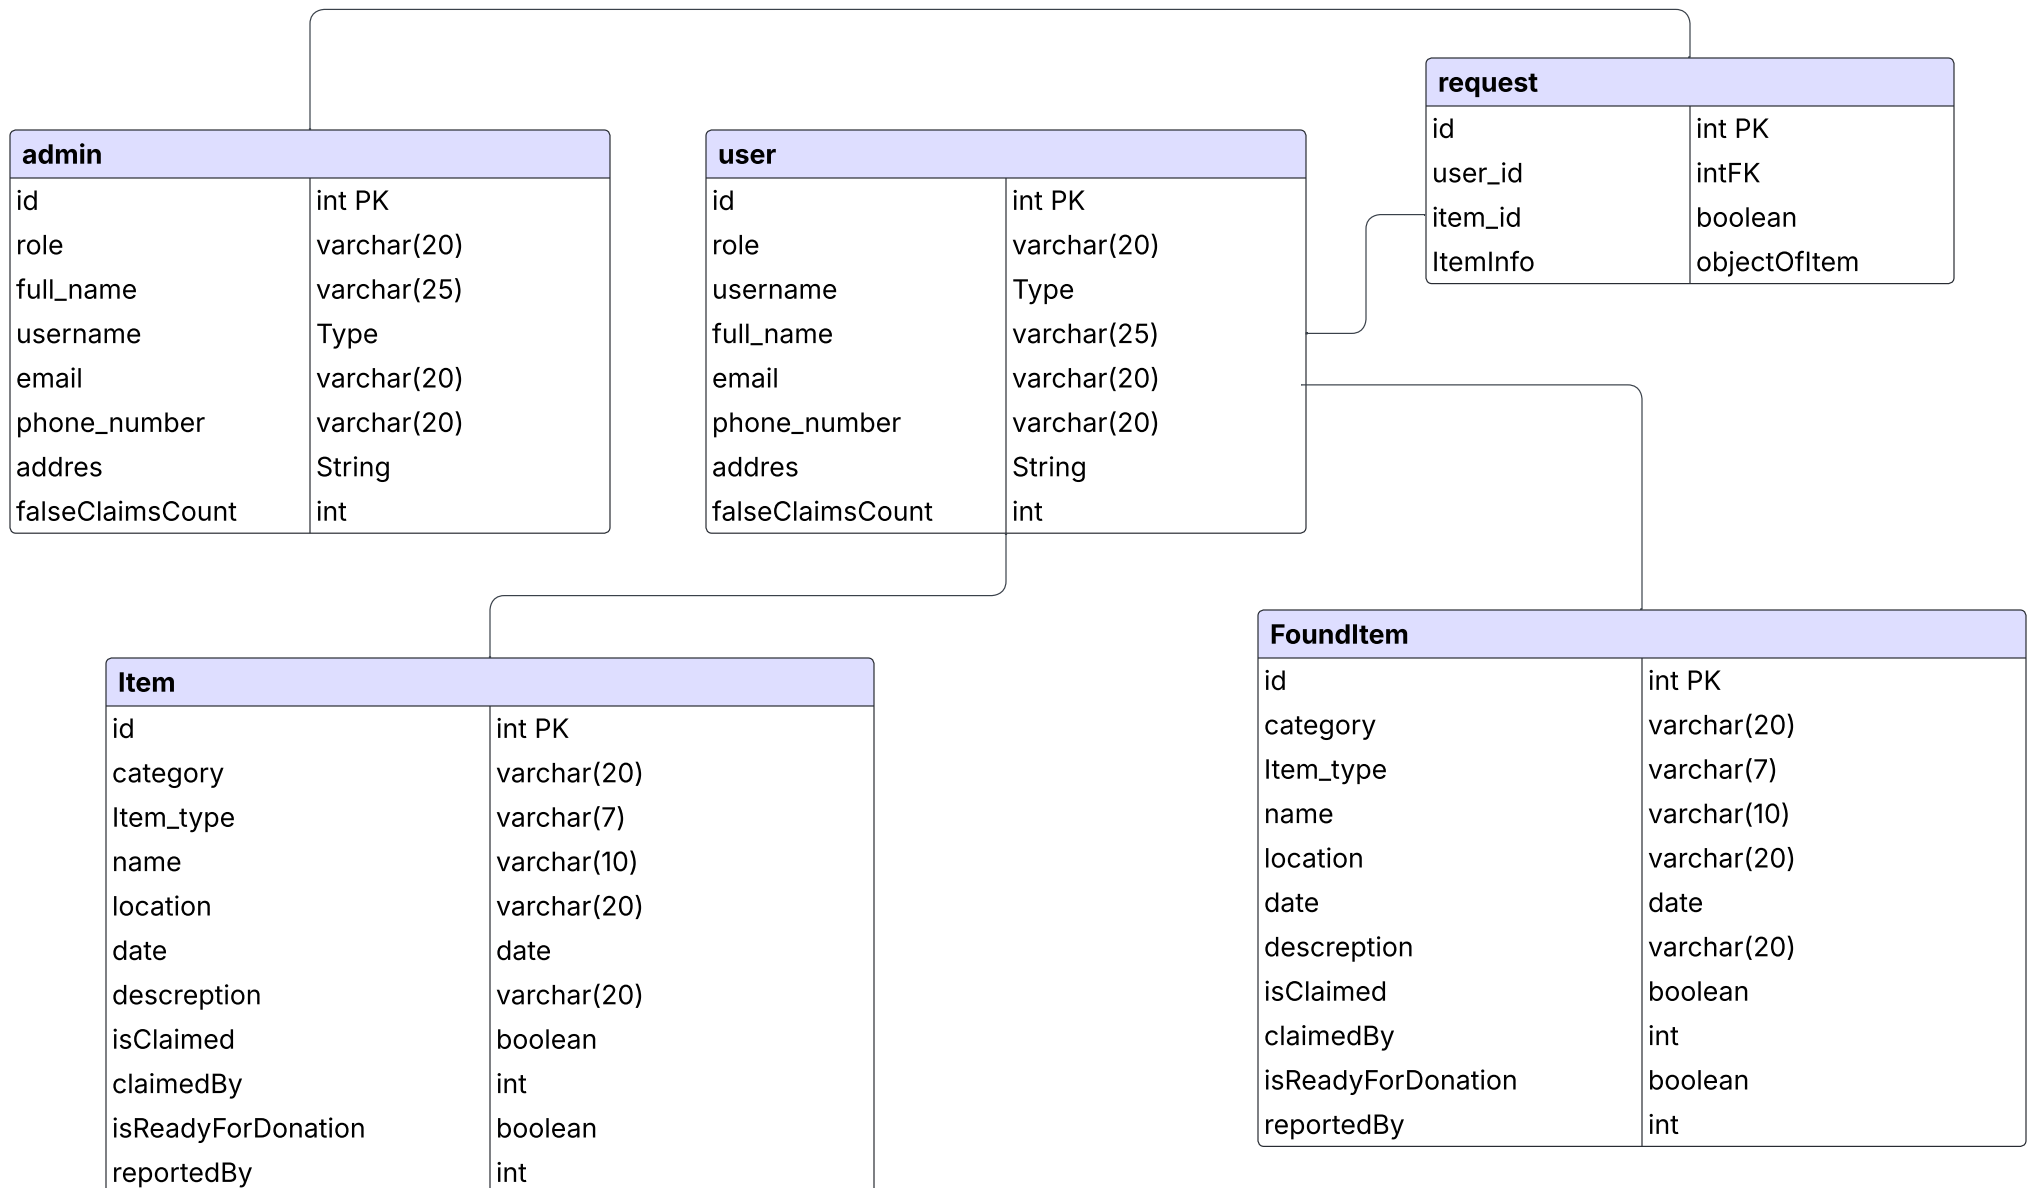 request
id int PK
user_id intFK
item_id boolean
ItemInfo objectOfItem
admin
id int PK
role varchar(20)
full_name varchar(25)
username Type
email varchar(20)
phone_number varchar(20)
addres String
falseClaimsCount int
user
id int PK
role varchar(20)
username Type
full_name varchar(25)
email varchar(20)
phone_number varchar(20)
addres String
falseClaimsCount int
Item
id int PK
category varchar(20)
Item_type varchar(7)
name varchar(10)
location varchar(20)
date date
descreption varchar(20)
isClaimed boolean
claimedBy int
isReadyForDonation boolean
reportedBy int
FoundItem
id int PK
category varchar(20)
Item_type varchar(7)
name varchar(10)
location varchar(20)
date date
descreption varchar(20)
isClaimed boolean
claimedBy int
isReadyForDonation boolean
reportedBy int